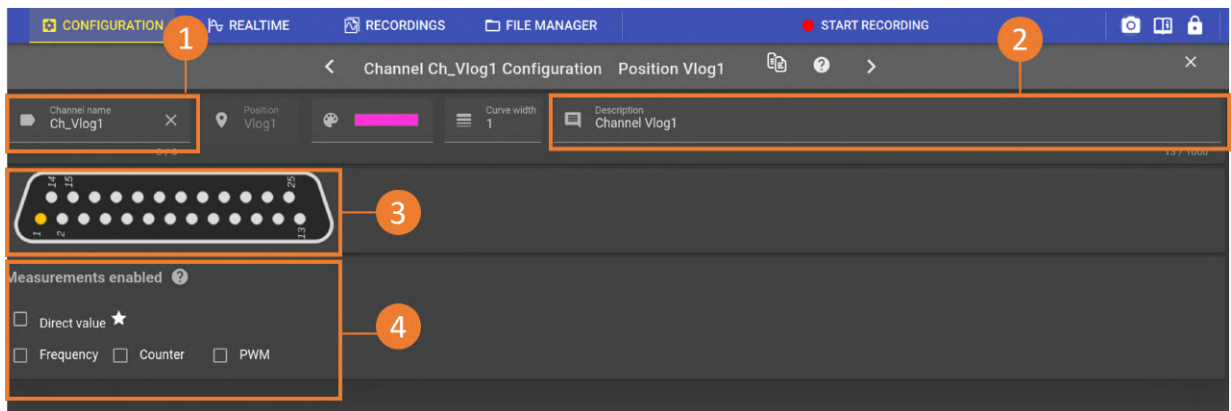 CONFIGURATION REALTIME RECORDINGS FILE MANAGER START RECORDING
1
2
Channel Ch_Vlog1 Configuration Position Vlog1
Channel name Position Curve width Description
Ch_Vlog1 Vlog1 1 Channel Vlog1
13 / 1000
14 15 25
3
1 2 13
Measurements enabled
Direct value
4
Frequency Counter PWM